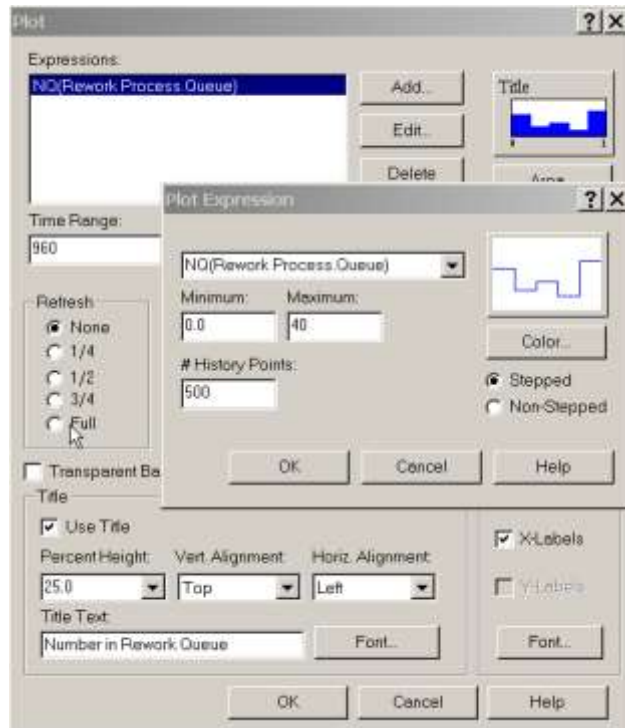 Plot
Expressions:
NQ(Rework Process.Queue)
Add...
Edit...
Delete
Title
Area...
Time Range:
960
Refresh
None
1/4
1/2
3/4
Full
Plot Expression
NQ(Rework Process.Queue)
Minimum:
Maximum:
0.0
40
# History Points:
500
Color...
Stepped
Non-Stepped
OK
Cancel
Help
Transparent Ba
Title
Use Title
Percent Height:
Vert. Alignment:
Horiz. Alignment:
25.0
Top
Left
Title Text:
Number in Rework Queue
Font...
X-Labels
Y-Labels
Font...
OK
Cancel
Help